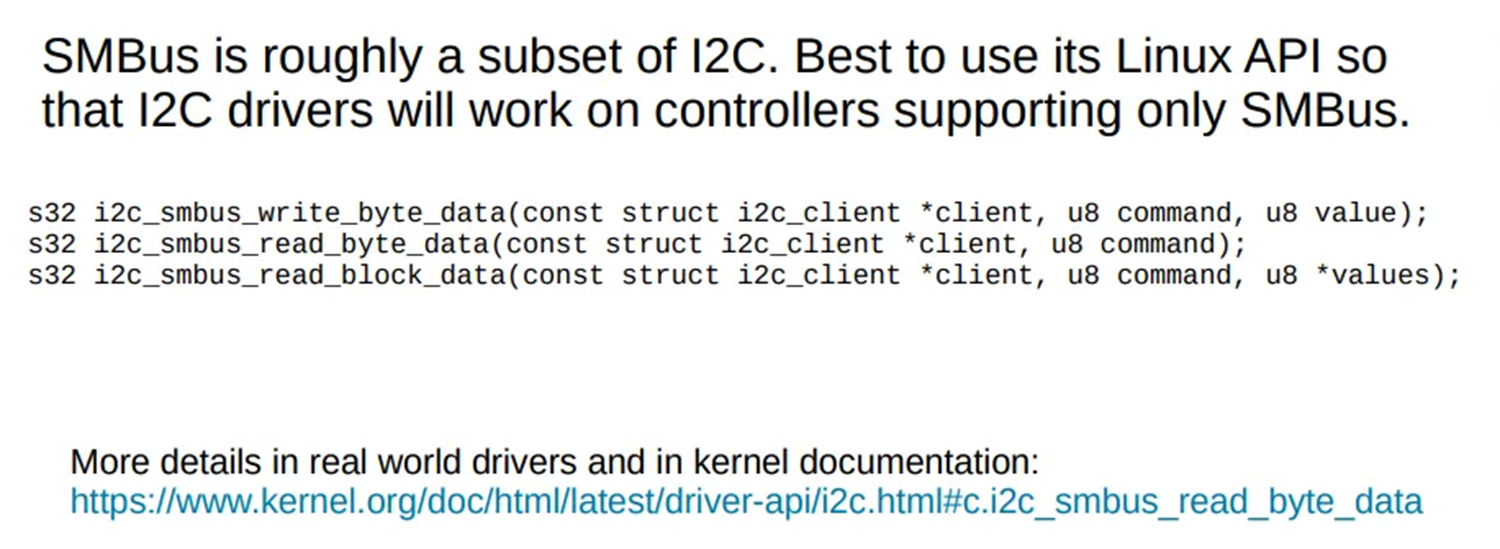 SMBus is roughly a subset of I2C. Best to use its Linux API so
that I2C drivers will work on controllers supporting only SMBus.
s32 i2c_smbus_write_byte_data(const struct i2c_client *client, u8 command, u8 value);
s32 i2c_smbus_read_byte_data(const struct i2c_client *client, u8 command);
s32 i2c_smbus_read_block_data(const struct i2c_client *client, u8 command, u8 *values);
More details in real world drivers and in kernel documentation:
https://www.kernel.org/doc/html/latest/driver-api/i2c.html#c.i2c_smbus_read_byte_data